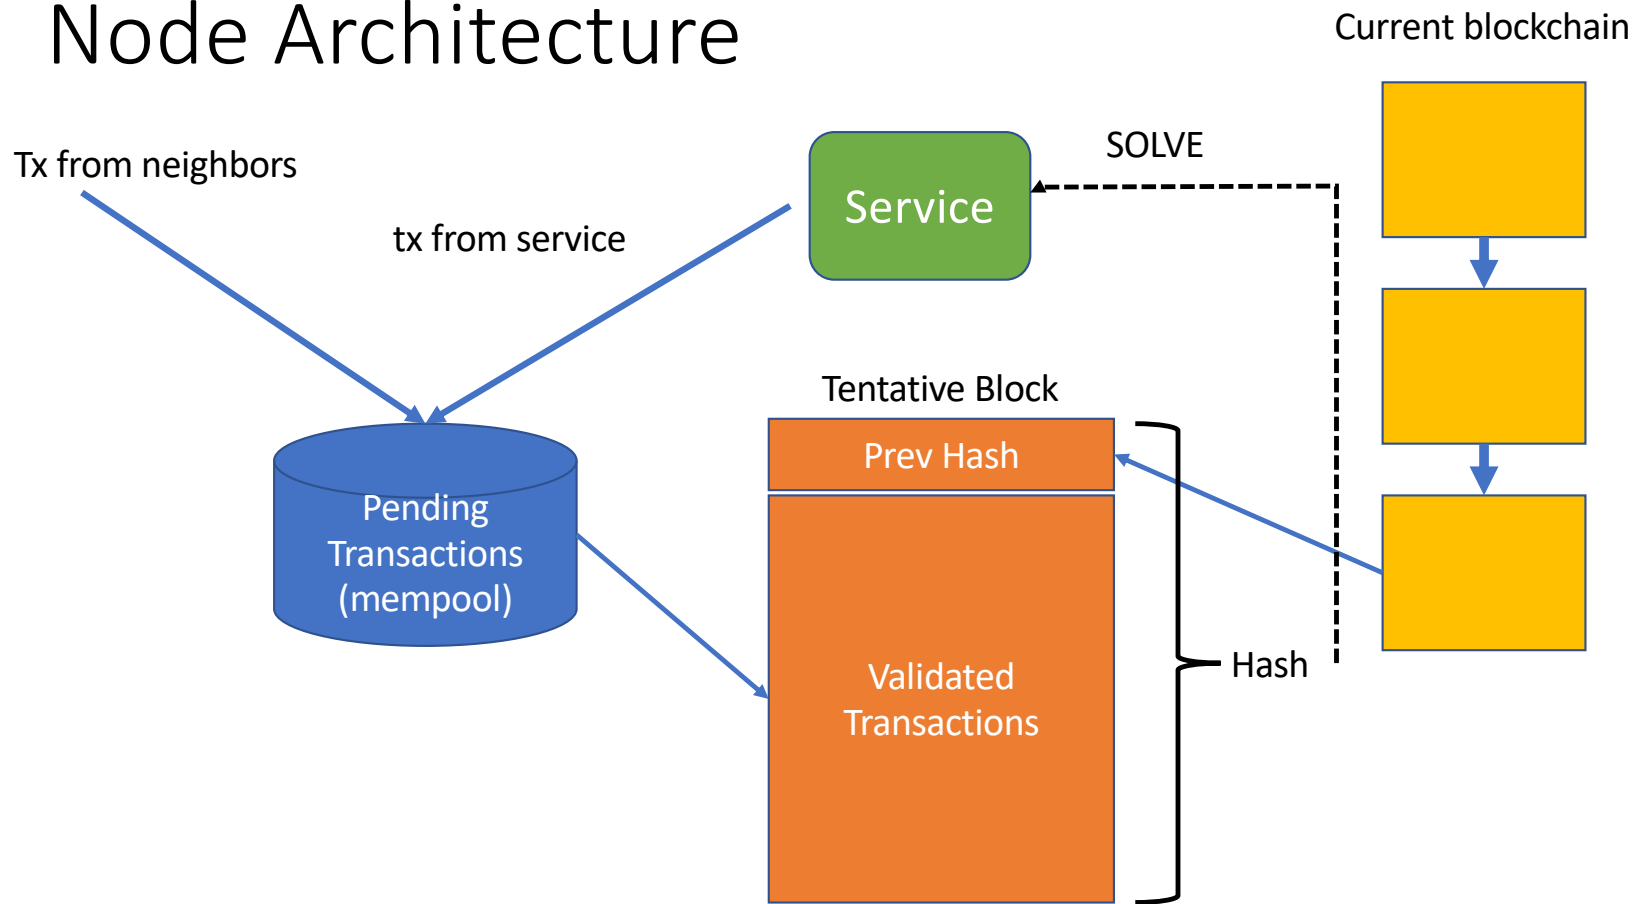 Node Architecture
Current blockchain
Tx from neighbors
tx from service
Service
SOLVE
Tentative Block
Prev Hash
Pending
Transactions
(mempool)
Validated
Transactions
Hash